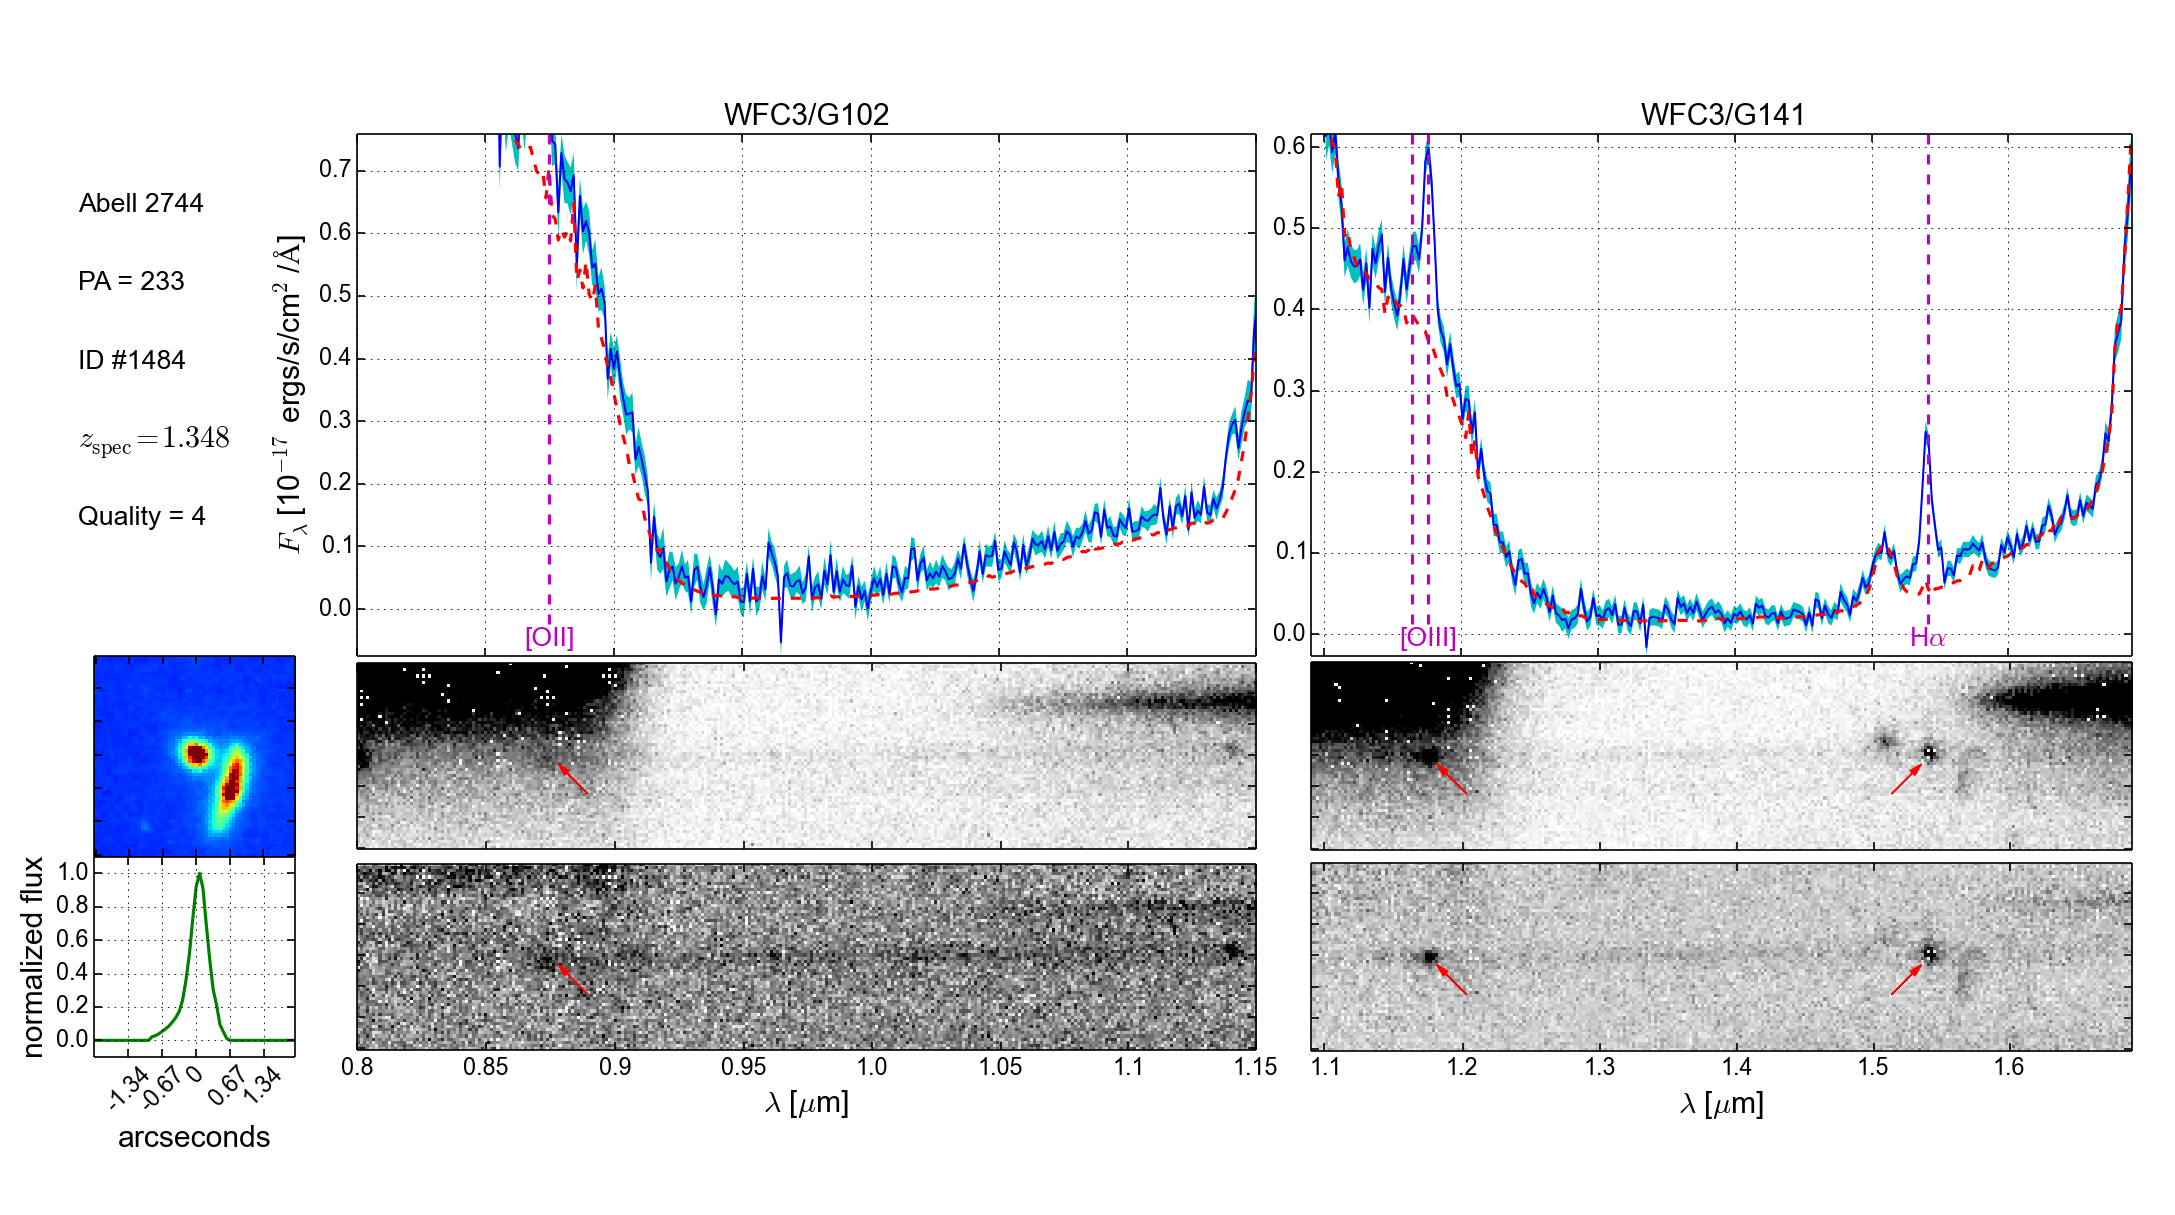 WFC3/G102
WFC3/G141
Abell 2744
PA = 233
ID #1484
z_spec = 1.348
Quality = 4
F_λ [10^−17 ergs/s/cm^2 /Å]
0.7
0.6
0.5
0.4
0.3
0.2
0.1
0.0
[OII]
0.6
0.5
0.4
0.3
0.2
0.1
0.0
[OIII]
Hα
normalized flux
1.0
0.8
0.6
0.4
0.2
0.0
-1.34
-0.67
0
0.67
1.34
arcseconds
0.8
0.85
0.9
0.95
1.0
1.05
1.1
1.15
λ [μm]
1.1
1.2
1.3
1.4
1.5
1.6
λ [μm]